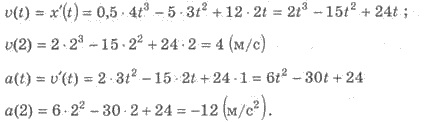 υ(t) = x′(t) = 0,5 · 4t³ – 5 · 3t² + 12 · 2t = 2t³ – 15t² + 24t ;
υ(2) = 2 · 2³ – 15 · 2² + 24 · 2 = 4 (м/с)
a(t) = υ′(t) = 2 · 3t² – 15 · 2t + 24 · 1 = 6t² – 30t + 24
a(2) = 6 · 2² – 30 · 2 + 24 = –12 (м/с²).